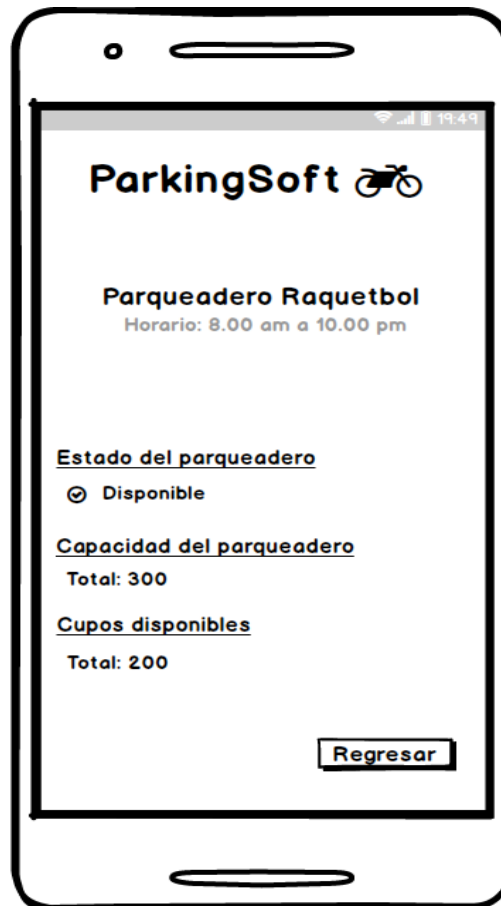 19:49
ParkingSoft
Parqueadero Raquetbol
Horario: 8.00 am a 10.00 pm
Estado del parqueadero
Disponible
Capacidad del parqueadero
Total: 300
Cupos disponibles
Total: 200
Regresar